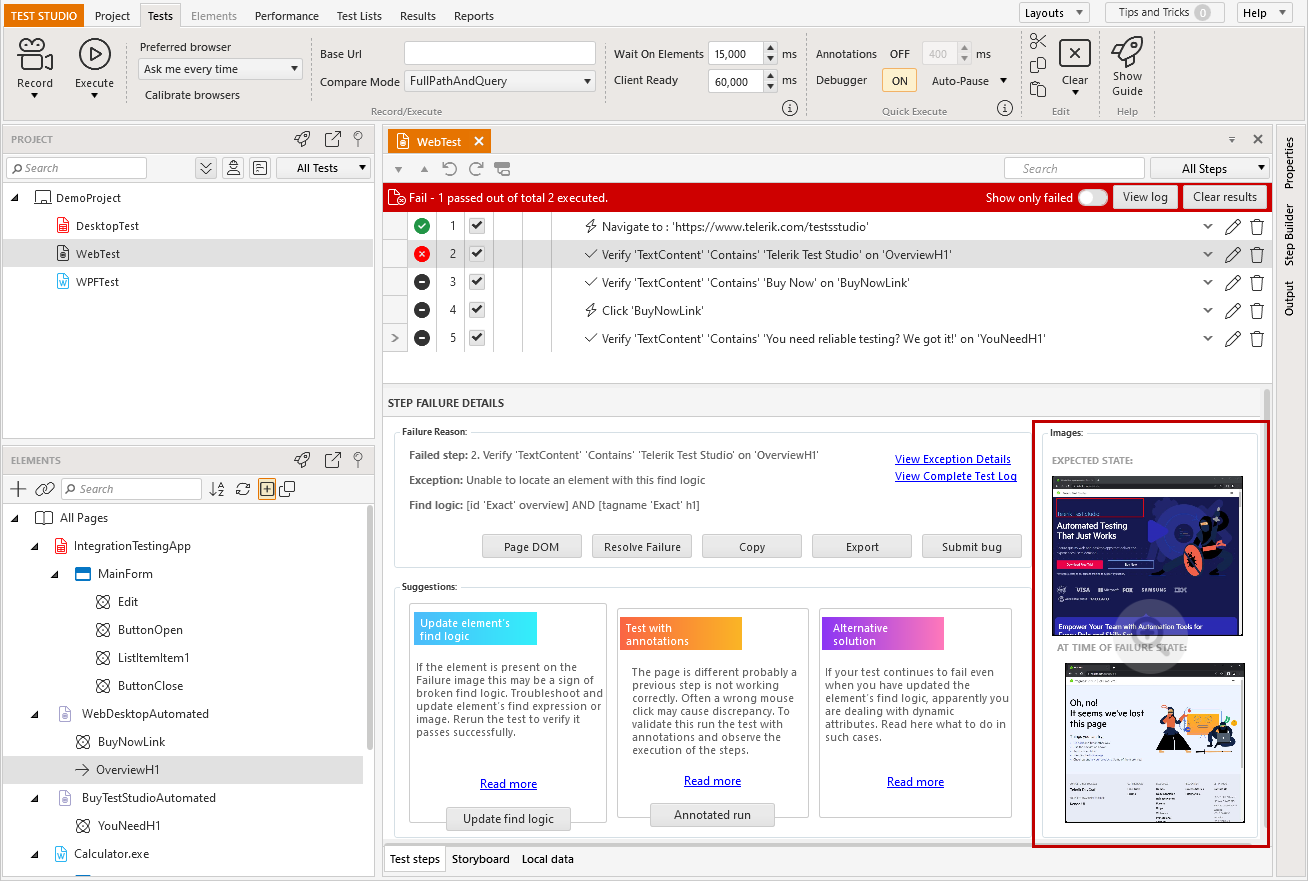 TEST STUDIO Project Tests Elements Performance Test Lists Results Reports Layouts Tips and Tricks 0 Help
Record
Execute
Preferred browser
Ask me every time
Calibrate browsers
Base Url
Compare Mode FullPathAndQuery
Record/Execute
Wait On Elements 15,000 ms
Client Ready 60,000 ms
Annotations OFF 400 ms
Debugger ON Auto-Pause
Quick Execute
Clear
Edit
Show
Guide
Help
PROJECT
Search All Tests
DemoProject
DesktopTest
WebTest
WPFTest
ELEMENTS
Search
All Pages
IntegrationTestingApp
MainForm
Edit
ButtonOpen
ListItemItem1
ButtonClose
WebDesktopAutomated
BuyNowLink
OverviewH1
BuyTestStudioAutomated
YouNeedH1
Calculator.exe
WebTest
Search All Steps
Fail - 1 passed out of total 2 executed. Show only failed View log Clear results
1 Navigate to : 'https://www.telerik.com/testsstudio'
2 Verify 'TextContent' 'Contains' 'Telerik Test Studio' on 'OverviewH1'
3 Verify 'TextContent' 'Contains' 'Buy Now' on 'BuyNowLink'
4 Click 'BuyNowLink'
5 Verify 'TextContent' 'Contains' 'You need reliable testing? We got it!' on 'YouNeedH1'
STEP FAILURE DETAILS
Failure Reason:
Failed step: 2. Verify 'TextContent' 'Contains' 'Telerik Test Studio' on 'OverviewH1'
Exception: Unable to locate an element with this find logic
Find logic: [id 'Exact' overview] AND [tagname 'Exact' h1]
View Exception Details
View Complete Test Log
Page DOM Resolve Failure Copy Export Submit bug
Suggestions:
Update element's
find logic
If the element is present on the
Failure image this may be a sign of
broken find logic. Troubleshoot and
update element's find expression or
image. Rerun the test to verify it
passes successfully.
Read more
Update find logic
Test with
annotations
The page is different probably a
previous step is not working
correctly. Often a wrong mouse
click may cause discrepancy. To
validate this run the test with
annotations and observe the
execution of the steps.
Read more
Annotated run
Alternative
solution
If your test continues to fail even
when you have updated the
element's find logic, apparently you
are dealing with dynamic
attributes. Read here what to do in
such cases.
Read more
Images:
EXPECTED STATE:
Automated Testing
That Just Works
VISA
FOX SAMSUNG
Empower Your Team with Automation Tools for
AT TIME OF FAILURE STATE:
Oh, no!
It seems we've lost
this page
Test steps Storyboard Local data
Properties
Step Builder
Output